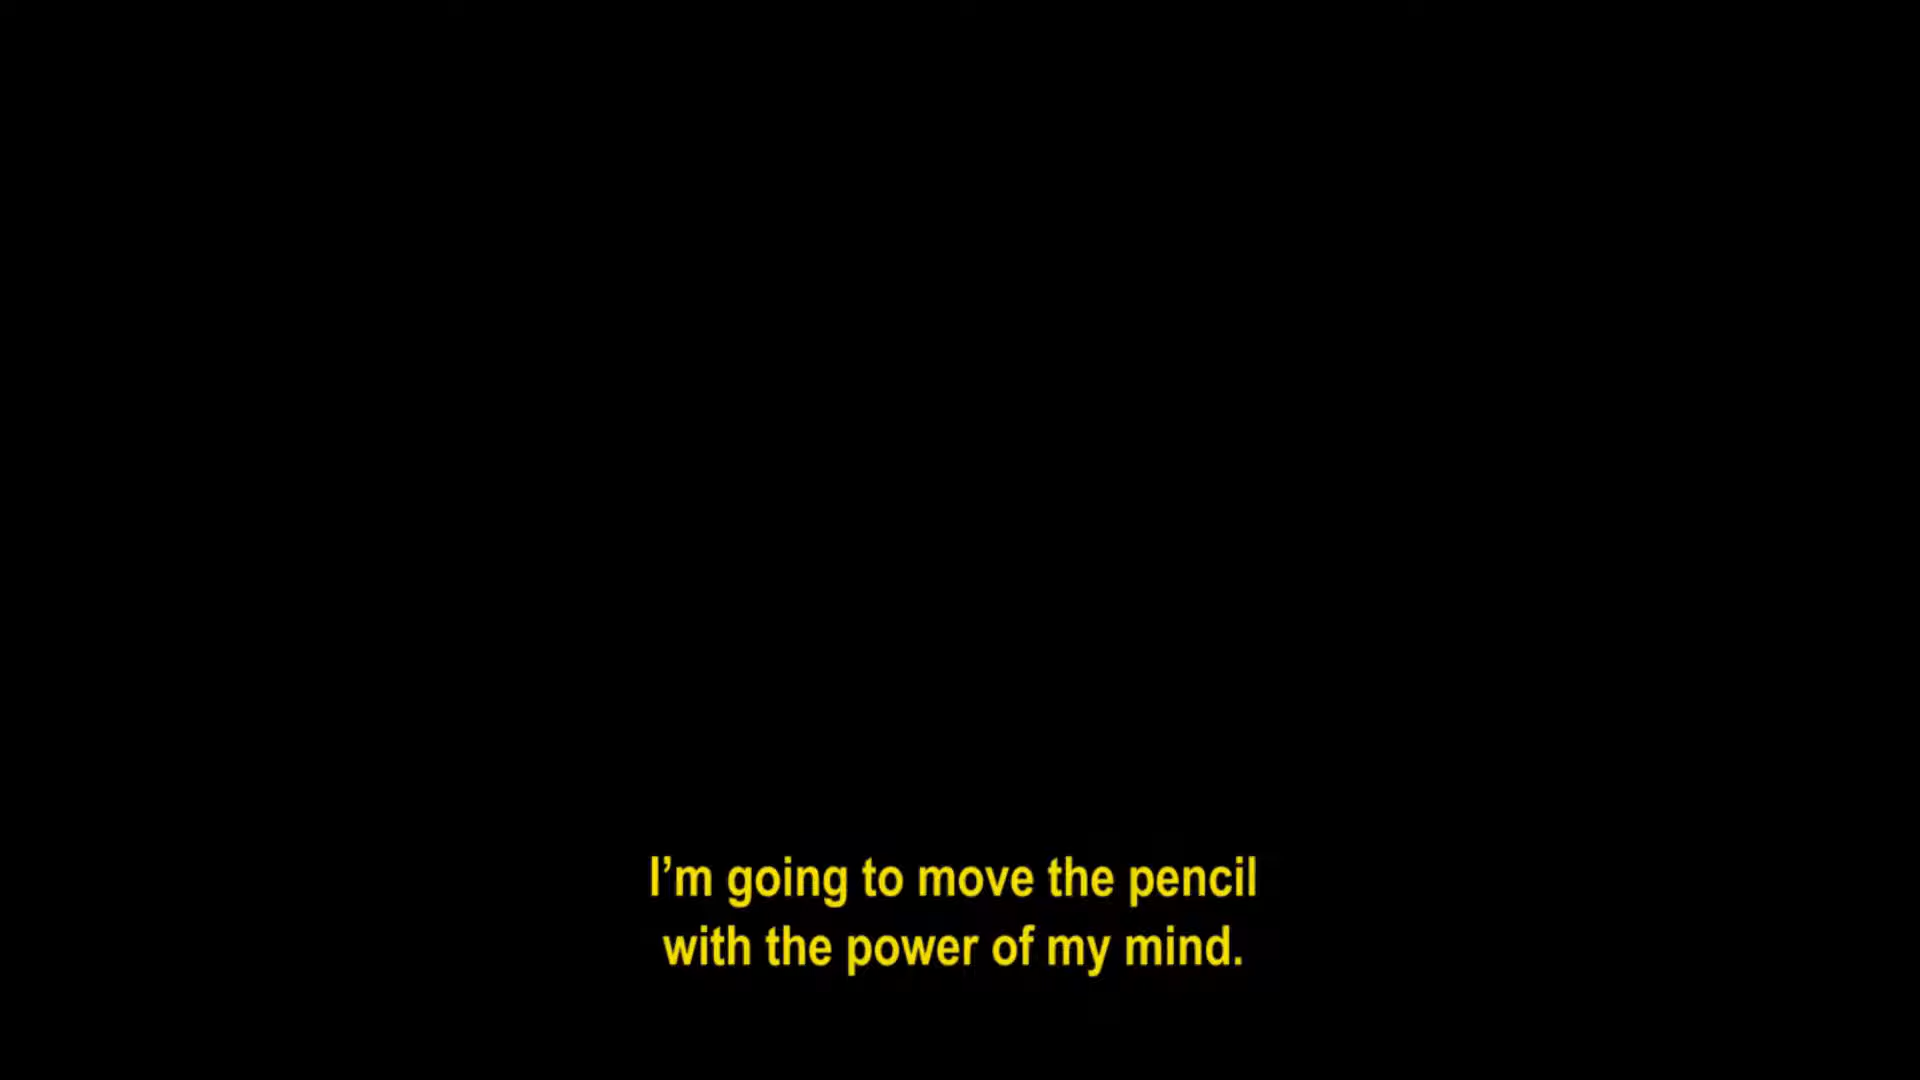 I’m going to move the pencil
with the power of my mind.